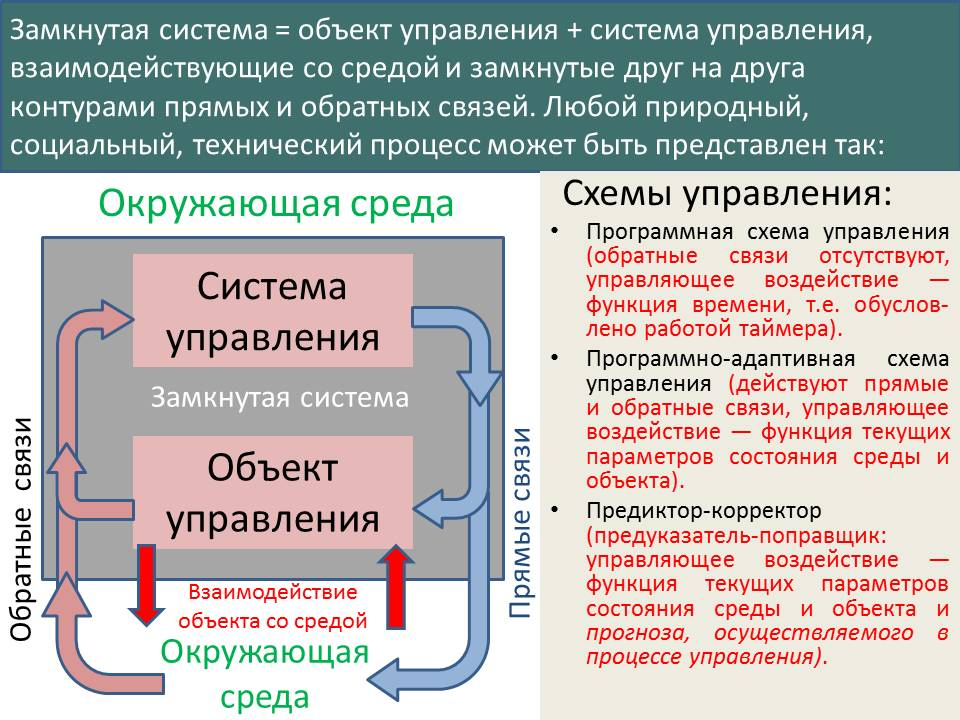 Замкнутая система = объект управления + система управления,
взаимодействующие со средой и замкнутые друг на друга
контурами прямых и обратных связей. Любой природный,
социальный, технический процесс может быть представлен так:
Окружающая среда
Система
управления
Замкнутая система
Объект
управления
Обратные связи
Прямые связи
Взаимодействие
объекта со средой
Окружающая
среда
Схемы управления:
• Программная схема управления
(обратные связи отсутствуют,
управляющее воздействие —
функция времени, т.е. обуслов-
лено работой таймера).
• Программно-адаптивная схема
управления (действуют прямые
и обратные связи, управляющее
воздействие — функция текущих
параметров состояния среды и
объекта).
• Предиктор-корректор
(предуказатель-поправщик:
управляющее воздействие —
функция текущих параметров
состояния среды и объекта и
прогноза, осуществляемого в
процессе управления).